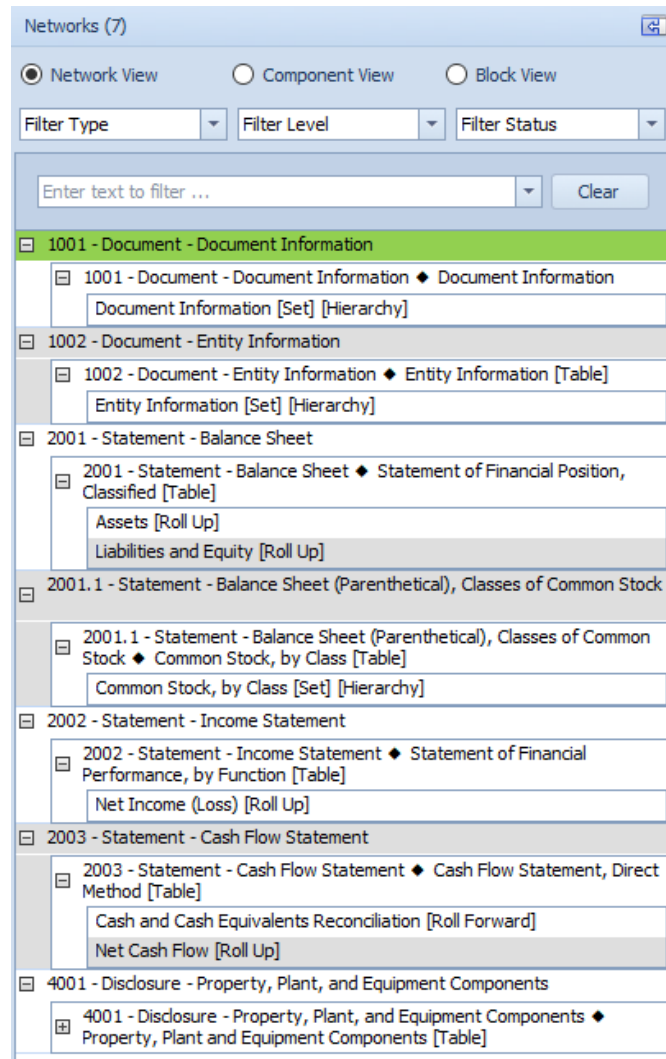 Networks (7)
Network View Component View Block View
Filter Type Filter Level Filter Status
Enter text to filter ... Clear
1001 - Document - Document Information
1001 - Document - Document Information ◆ Document Information
Document Information [Set] [Hierarchy]
1002 - Document - Entity Information
1002 - Document - Entity Information ◆ Entity Information [Table]
Entity Information [Set] [Hierarchy]
2001 - Statement - Balance Sheet
2001 - Statement - Balance Sheet ◆ Statement of Financial Position,
Classified [Table]
Assets [Roll Up]
Liabilities and Equity [Roll Up]
2001.1 - Statement - Balance Sheet (Parenthetical), Classes of Common Stock
2001.1 - Statement - Balance Sheet (Parenthetical), Classes of Common
Stock ◆ Common Stock, by Class [Table]
Common Stock, by Class [Set] [Hierarchy]
2002 - Statement - Income Statement
2002 - Statement - Income Statement ◆ Statement of Financial
Performance, by Function [Table]
Net Income (Loss) [Roll Up]
2003 - Statement - Cash Flow Statement
2003 - Statement - Cash Flow Statement ◆ Cash Flow Statement, Direct
Method [Table]
Cash and Cash Equivalents Reconciliation [Roll Forward]
Net Cash Flow [Roll Up]
4001 - Disclosure - Property, Plant, and Equipment Components
4001 - Disclosure - Property, Plant, and Equipment Components ◆
Property, Plant and Equipment Components [Table]